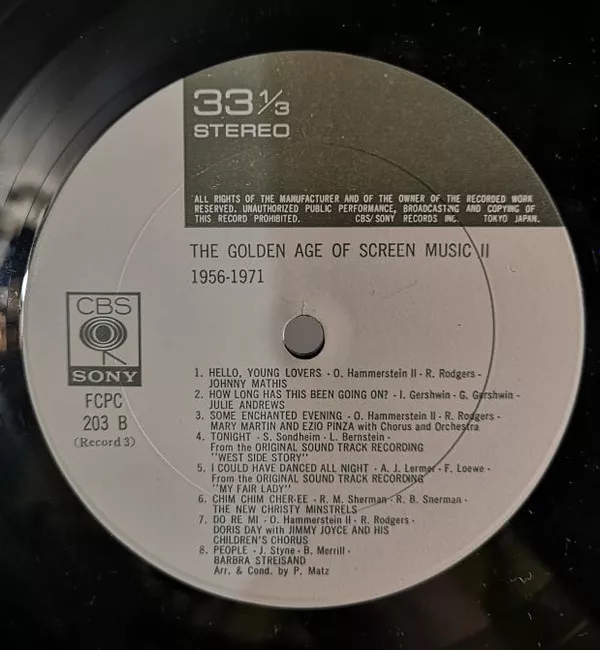 33 1/3
STEREO
ALL RIGHTS OF THE MANUFACTURER AND OF THE OWNER OF THE RECORDED WORK
RESERVED. UNAUTHORIZED PUBLIC PERFORMANCE, BROADCASTING AND COPYING OF
THIS RECORD PROHIBITED. CBS/SONY RECORDS INC. TOKYO JAPAN.
THE GOLDEN AGE OF SCREEN MUSIC II
1956-1971
CBS
SONY
FCPC
203 B
(Record 3)
1. HELLO, YOUNG LOVERS - O. Hammerstein II - R. Rodgers -
JOHNNY MATHIS
2. HOW LONG HAS THIS BEEN GOING ON? - I. Gershwin - G. Gershwin -
JULIE ANDREWS
3. SOME ENCHANTED EVENING - O. Hammerstein II - R. Rodgers -
MARY MARTIN AND EZIO PINZA with Chorus and Orchestra
4. TONIGHT - S. Sondheim - L. Bernstein -
From the ORIGINAL SOUND TRACK RECORDING
"WEST SIDE STORY"
5. I COULD HAVE DANCED ALL NIGHT - A. J. Lerner - F. Loewe -
From the ORIGINAL SOUND TRACK RECORDING
"MY FAIR LADY"
6. CHIM CHIM CHER-EE - R. M. Sherman - R. B. Sherman -
THE NEW CHRISTY MINSTRELS
7. DO RE MI - O. Hammerstein II - R. Rodgers -
DORIS DAY with JIMMY JOYCE AND HIS
CHILDREN'S CHORUS
8. PEOPLE - J. Styne - B. Merrill -
BARBRA STREISAND
Arr. & Cond. by P. Matz